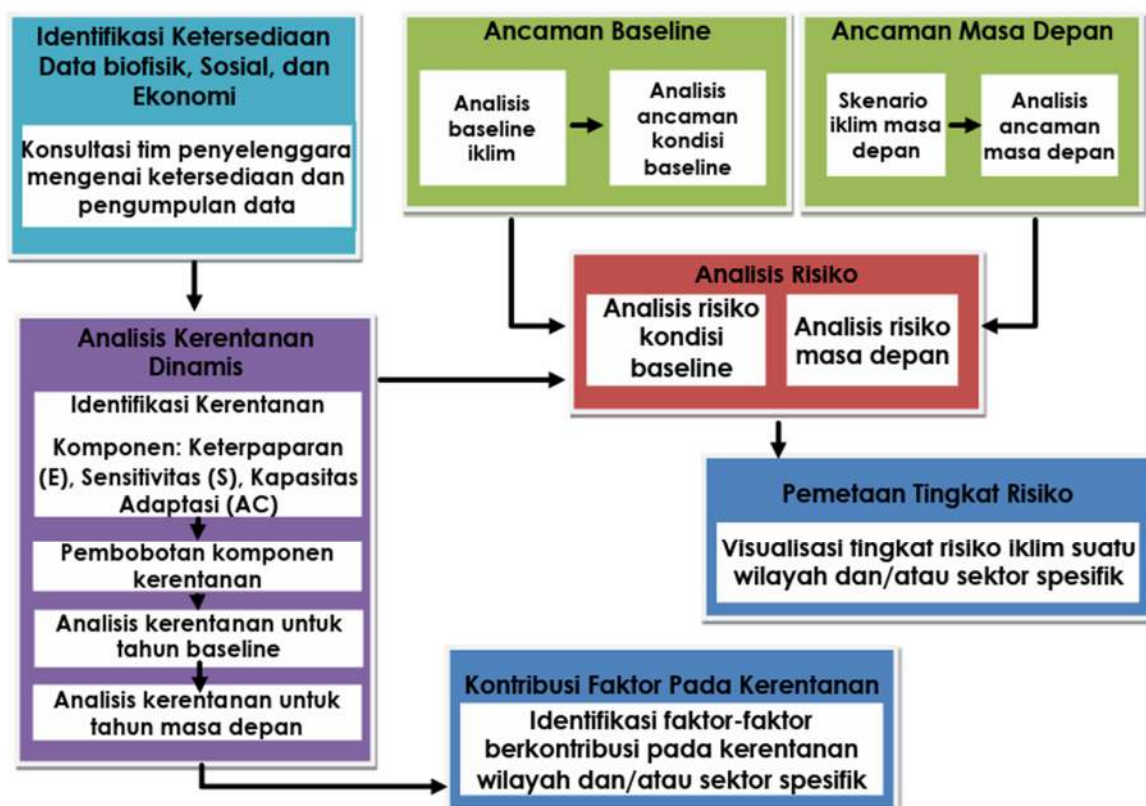 Identifikasi Ketersediaan
Data biofisik, Sosial, dan
Ekonomi
Konsultasi tim penyelenggara
mengenai ketersediaan dan
pengumpulan data
Ancaman Baseline
Analisis
baseline
iklim
Analisis
ancaman
kondisi
baseline
Ancaman Masa Depan
Skenario
iklim masa
depan
Analisis
ancaman
masa depan
Analisis Risiko
Analisis risiko
kondisi
baseline
Analisis risiko
masa depan
Analisis Kerentanan
Dinamis
Identifikasi Kerentanan
Komponen: Keterpaparan
(E), Sensitivitas (S), Kapasitas
Adaptasi (AC)
Pembobotan komponen
kerentanan
Analisis kerentanan untuk
tahun baseline
Analisis kerentanan untuk
tahun masa depan
Pemetaan Tingkat Risiko
Visualisasi tingkat risiko iklim suatu
wilayah dan/atau sektor spesifik
Kontribusi Faktor Pada Kerentanan
Identifikasi faktor-faktor
berkontribusi pada kerentanan
wilayah dan/atau sektor spesifik